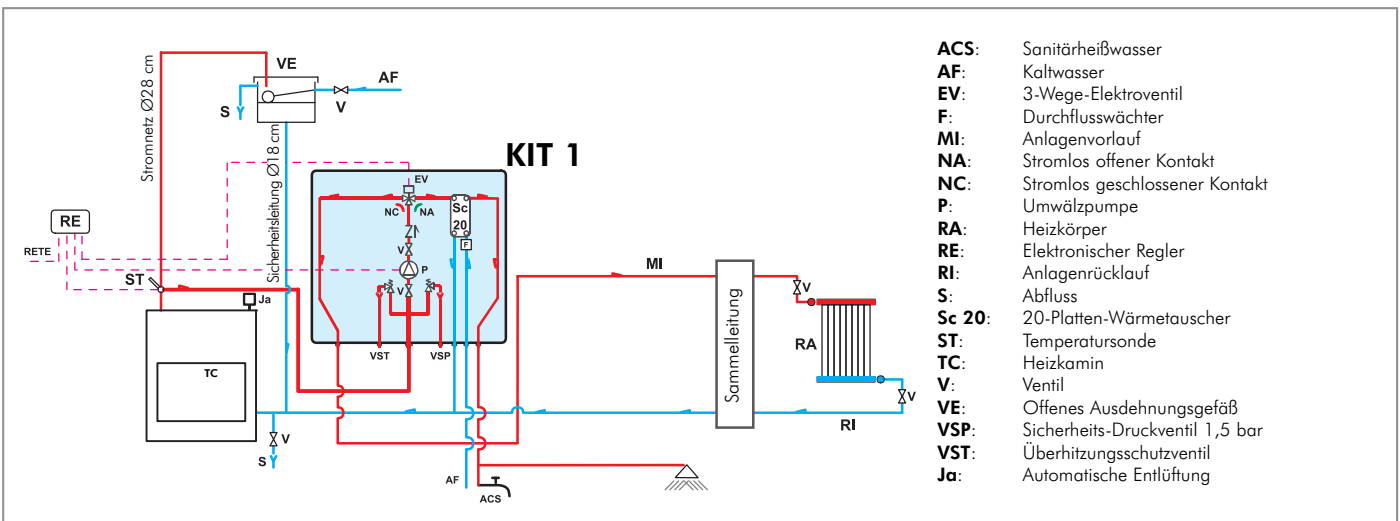 VE
AF
V
S
Stromnetz Ø28 cm
Sicherheitsleitung Ø18 cm
KIT 1
EV
NC
NA
Sc
20
F
V
P
V
RE
RETE
ST
Ja
TC
VST
VSP
MI
Sammelleitung
V
RA
V
RI
V
S
AF
ACS
ACS: Sanitärheißwasser
AF: Kaltwasser
EV: 3-Wege-Elektroventil
F: Durchflusswächter
MI: Anlagenvorlauf
NA: Stromlos offener Kontakt
NC: Stromlos geschlossener Kontakt
P: Umwälzpumpe
RA: Heizkörper
RE: Elektronischer Regler
RI: Anlagenrücklauf
S: Abfluss
Sc 20: 20-Platten-Wärmetauscher
ST: Temperatursonde
TC: Heizkamin
V: Ventil
VE: Offenes Ausdehnungsgefäß
VSP: Sicherheits-Druckventil 1,5 bar
VST: Überhitzungsschutzventil
Ja: Automatische Entlüftung